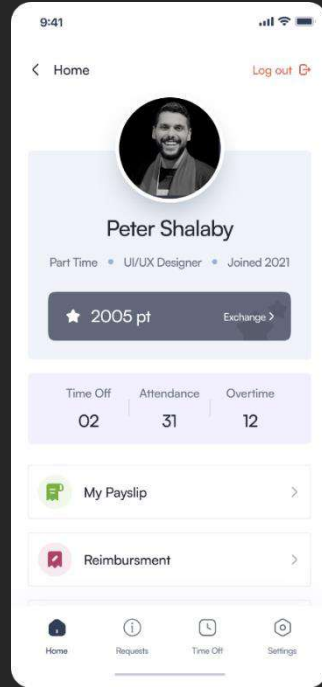 9:41
Home
Log out
Peter Shalaby
Part Time • UI/UX Designer • Joined 2021
2005 pt
Exchange
Time Off Attendance Overtime
02 31 12
My Payslip
Reimbursment
Home Requests Time Off Settings